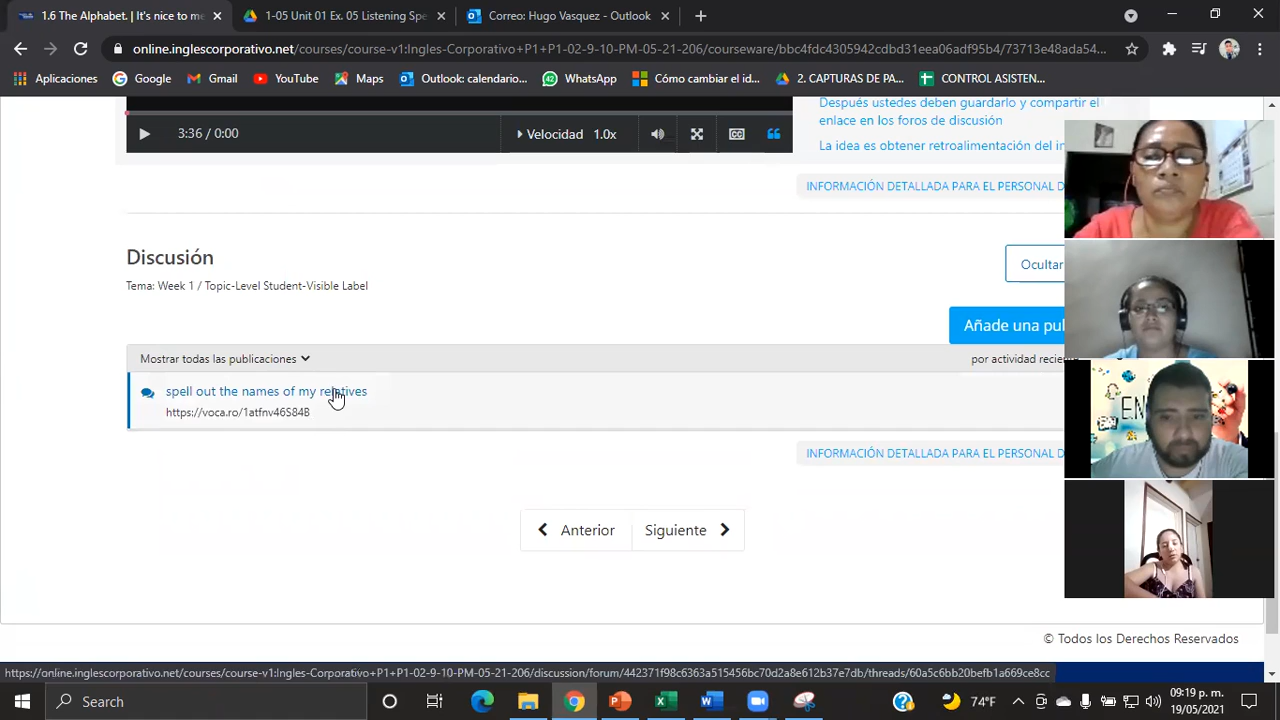 1.6 The Alphabet. | It's nice to me
1-05 Unit 01 Ex. 05 Listening Spe
Correo: Hugo Vasquez - Outlook
online.inglescorporativo.net/courses/course-v1:Ingles-Corporativo+P1+P1-02-9-10-PM-05-21-206/courseware/bbc4fdc4305942cdbd31eea06adf95b4/73713e48ada54...
Aplicaciones
Google
Gmail
YouTube
Maps
Outlook: calendario...
WhatsApp
Cómo cambiar el id...
2. CAPTURAS DE PA...
CONTROL ASISTEN...
Después ustedes deben guardarlo y compartir el
enlace en los foros de discusión
3:36 / 0:00
Velocidad 1.0x
La idea es obtener retroalimentación del in
INFORMACIÓN DETALLADA PARA EL PERSONAL D
Discusión
Ocultar
Tema: Week 1 / Topic-Level Student-Visible Label
Añade una pul
Mostrar todas las publicaciones
por actividad recie
spell out the names of my relatives
https://voca.ro/1atfnv46S84B
INFORMACIÓN DETALLADA PARA EL PERSONAL D
Anterior
Siguiente
© Todos los Derechos Reservados
https://online.inglescorporativo.net/courses/course-v1:Ingles-Corporativo+P1+P1-02-9-10-PM-05-21-206/discussion/forum/442371f98c6363a515456bc70d2a8e612b37e7db/threads/60a5c6bb20befb1a669ce8cc
Search
74°F
09:19 p. m.
19/05/2021